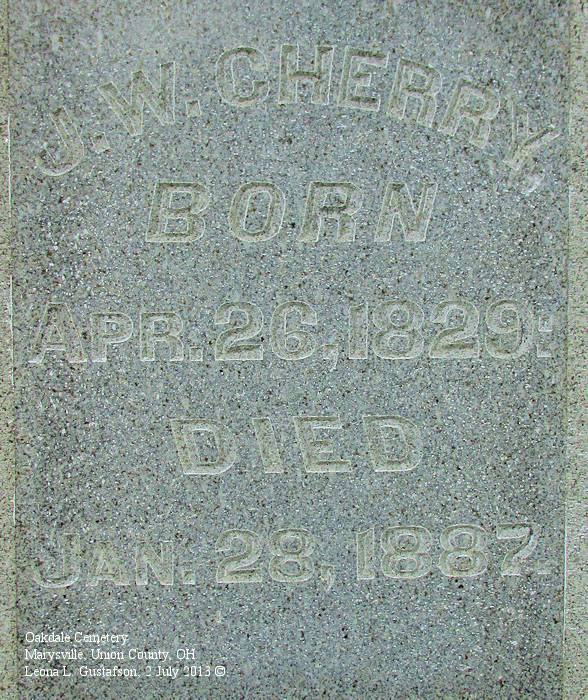 J. W. CHERRY,
BORN
APR. 26, 1829.
DIED
JAN. 28, 1887.
Oakdale Cemetery
Marysville, Union County, OH
Leona L. Gustafson, 2 July 2013 ©